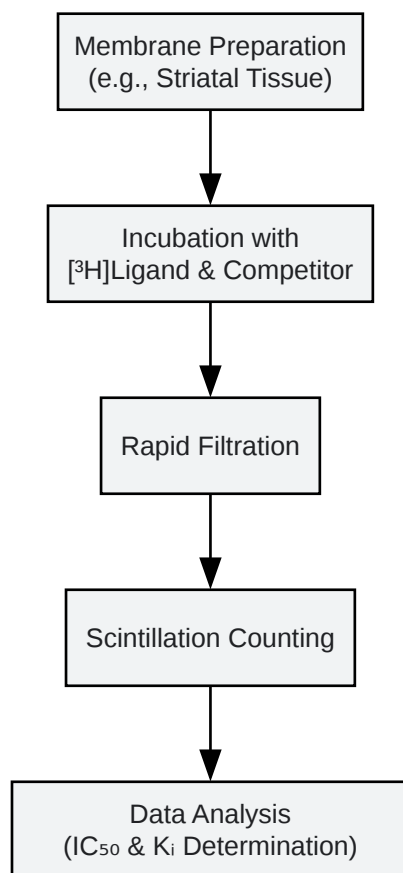 Membrane Preparation
(e.g., Striatal Tissue)
Incubation with
[³H]Ligand & Competitor
Rapid Filtration
Scintillation Counting
Data Analysis
(IC₅₀ & Kᵢ Determination)